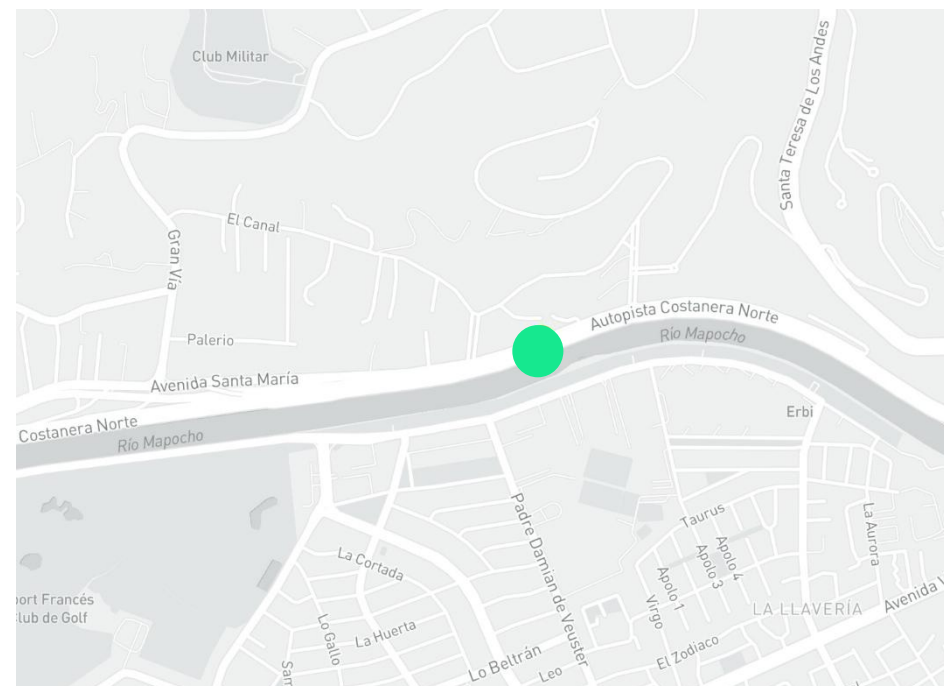 Club Militar
Santa Teresa de Los Andes
El Canal
Gran Vía
Autopista Costanera Norte
Río Mapocho
Palerio
Avenida Santa María
Costanera Norte
Río Mapocho
Erbi
Padre Damian de Veuster
Taurus
La Aurora
Apolo 4
Apolo 3
Apolo 1
La Cortada
Virgo
port Francés
Club de Golf
LA LLAVERÍA
Avenida
Lo Gallo
La Huerta
El Zodiaco
Lo Beltrán
Leo